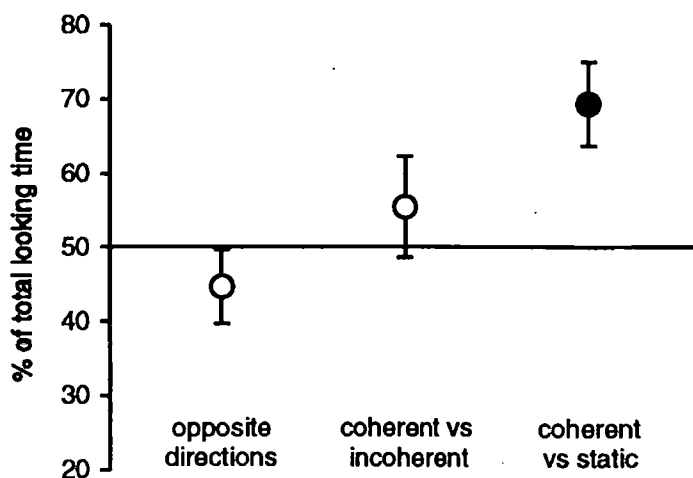 80
70
60
50
40
30
20
% of total looking time
opposite
directions
coherent vs
incoherent
coherent
vs static